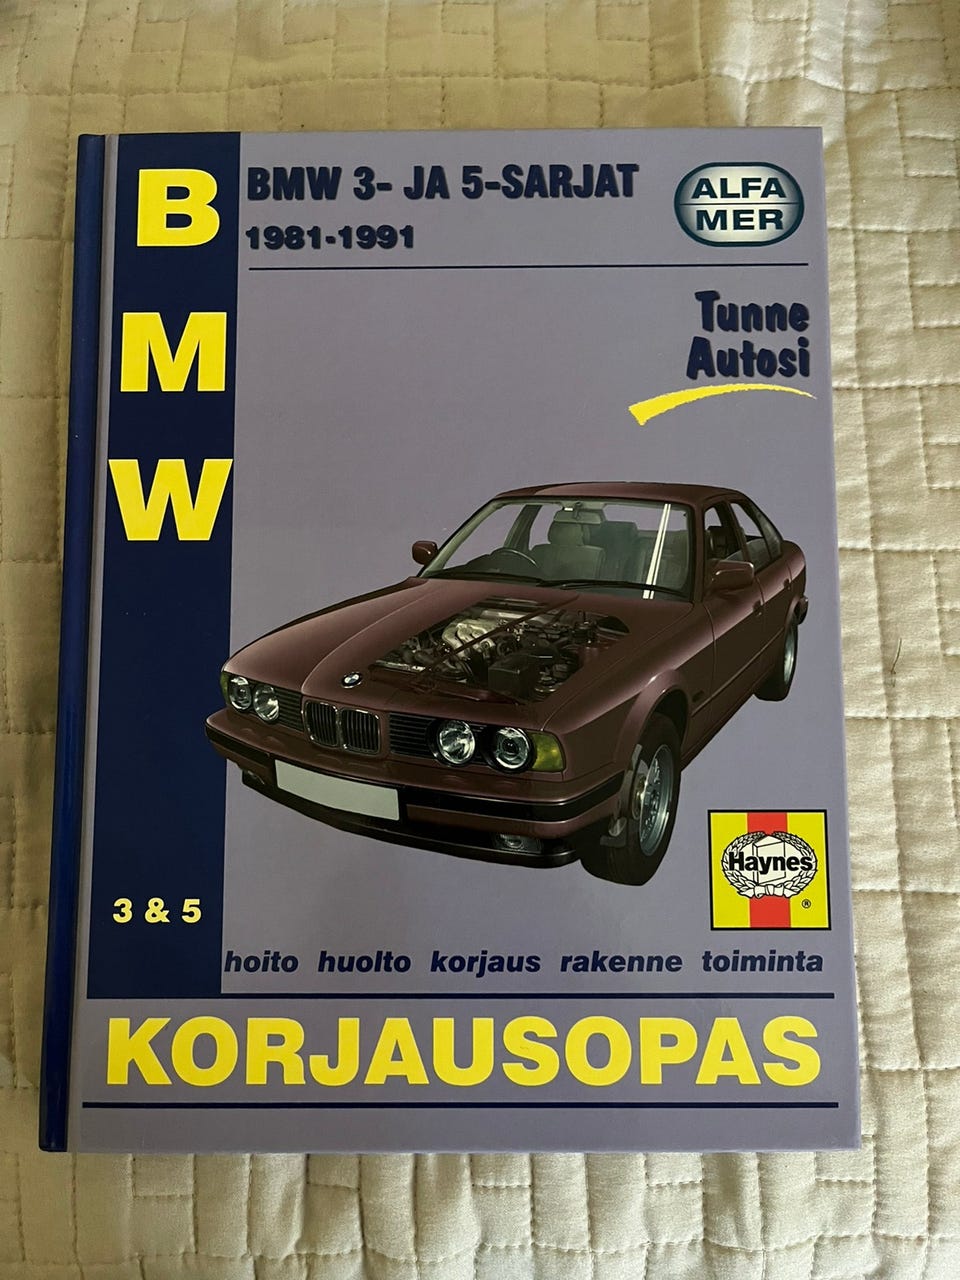 BMW
BMW 3- JA 5-SARJAT
1981-1991
ALFA
MER
Tunne
Autosi
Haynes
®
3 & 5
hoito huolto korjaus rakenne toiminta
KORJAUSOPAS